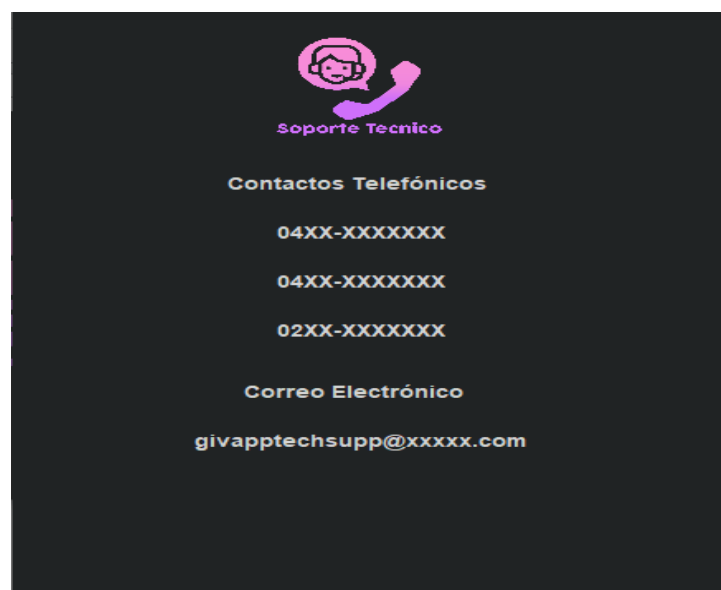 Soporte Tecnico
Contactos Telefónicos
04XX-XXXXXXX
04XX-XXXXXXX
02XX-XXXXXXX
Correo Electrónico
givapptechsupp@xxxxx.com